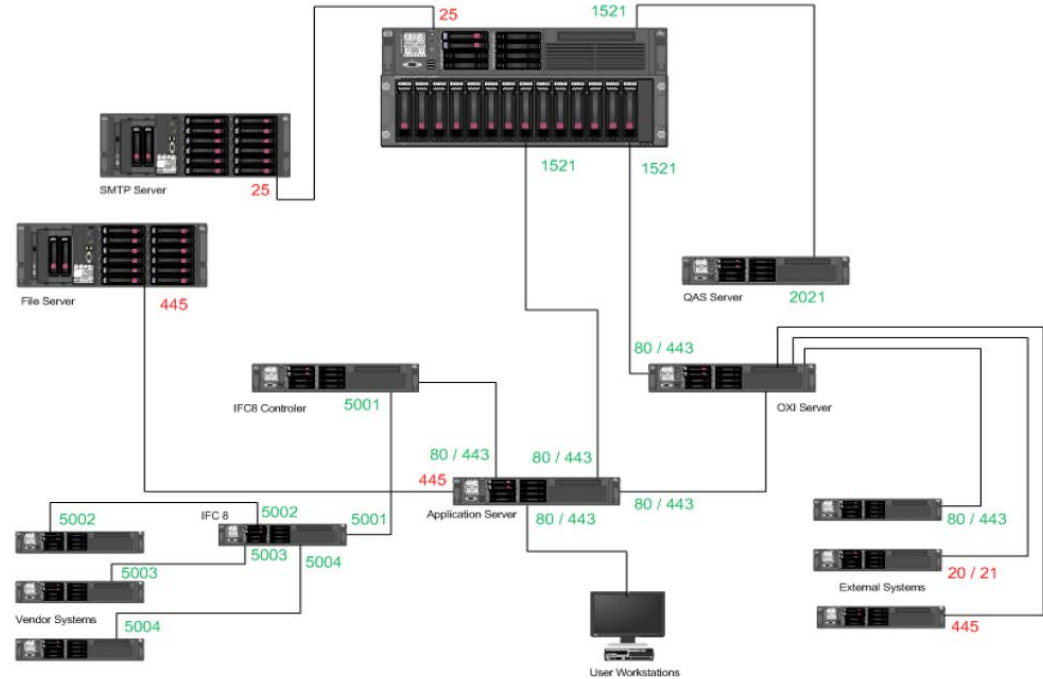 25
1521
1521
1521
SMTP Server
25
File Server
445
QAS Server
2021
80 / 443
OXI Server
IFC8 Controler
5001
80 / 443
80 / 443
445
Application Server
80 / 443
80 / 443
IFC 8
5002
5002
5001
5003
5004
5003
Vendor Systems
5004
80 / 443
20 / 21
External Systems
445
User Workstations